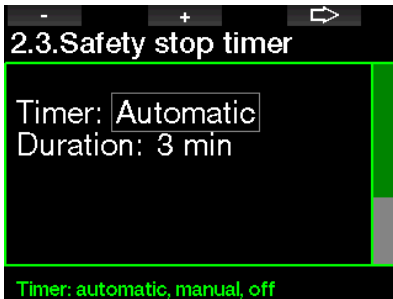 - +
2.3.Safety stop timer
Timer: Automatic
Duration: 3 min
Timer: automatic, manual, off